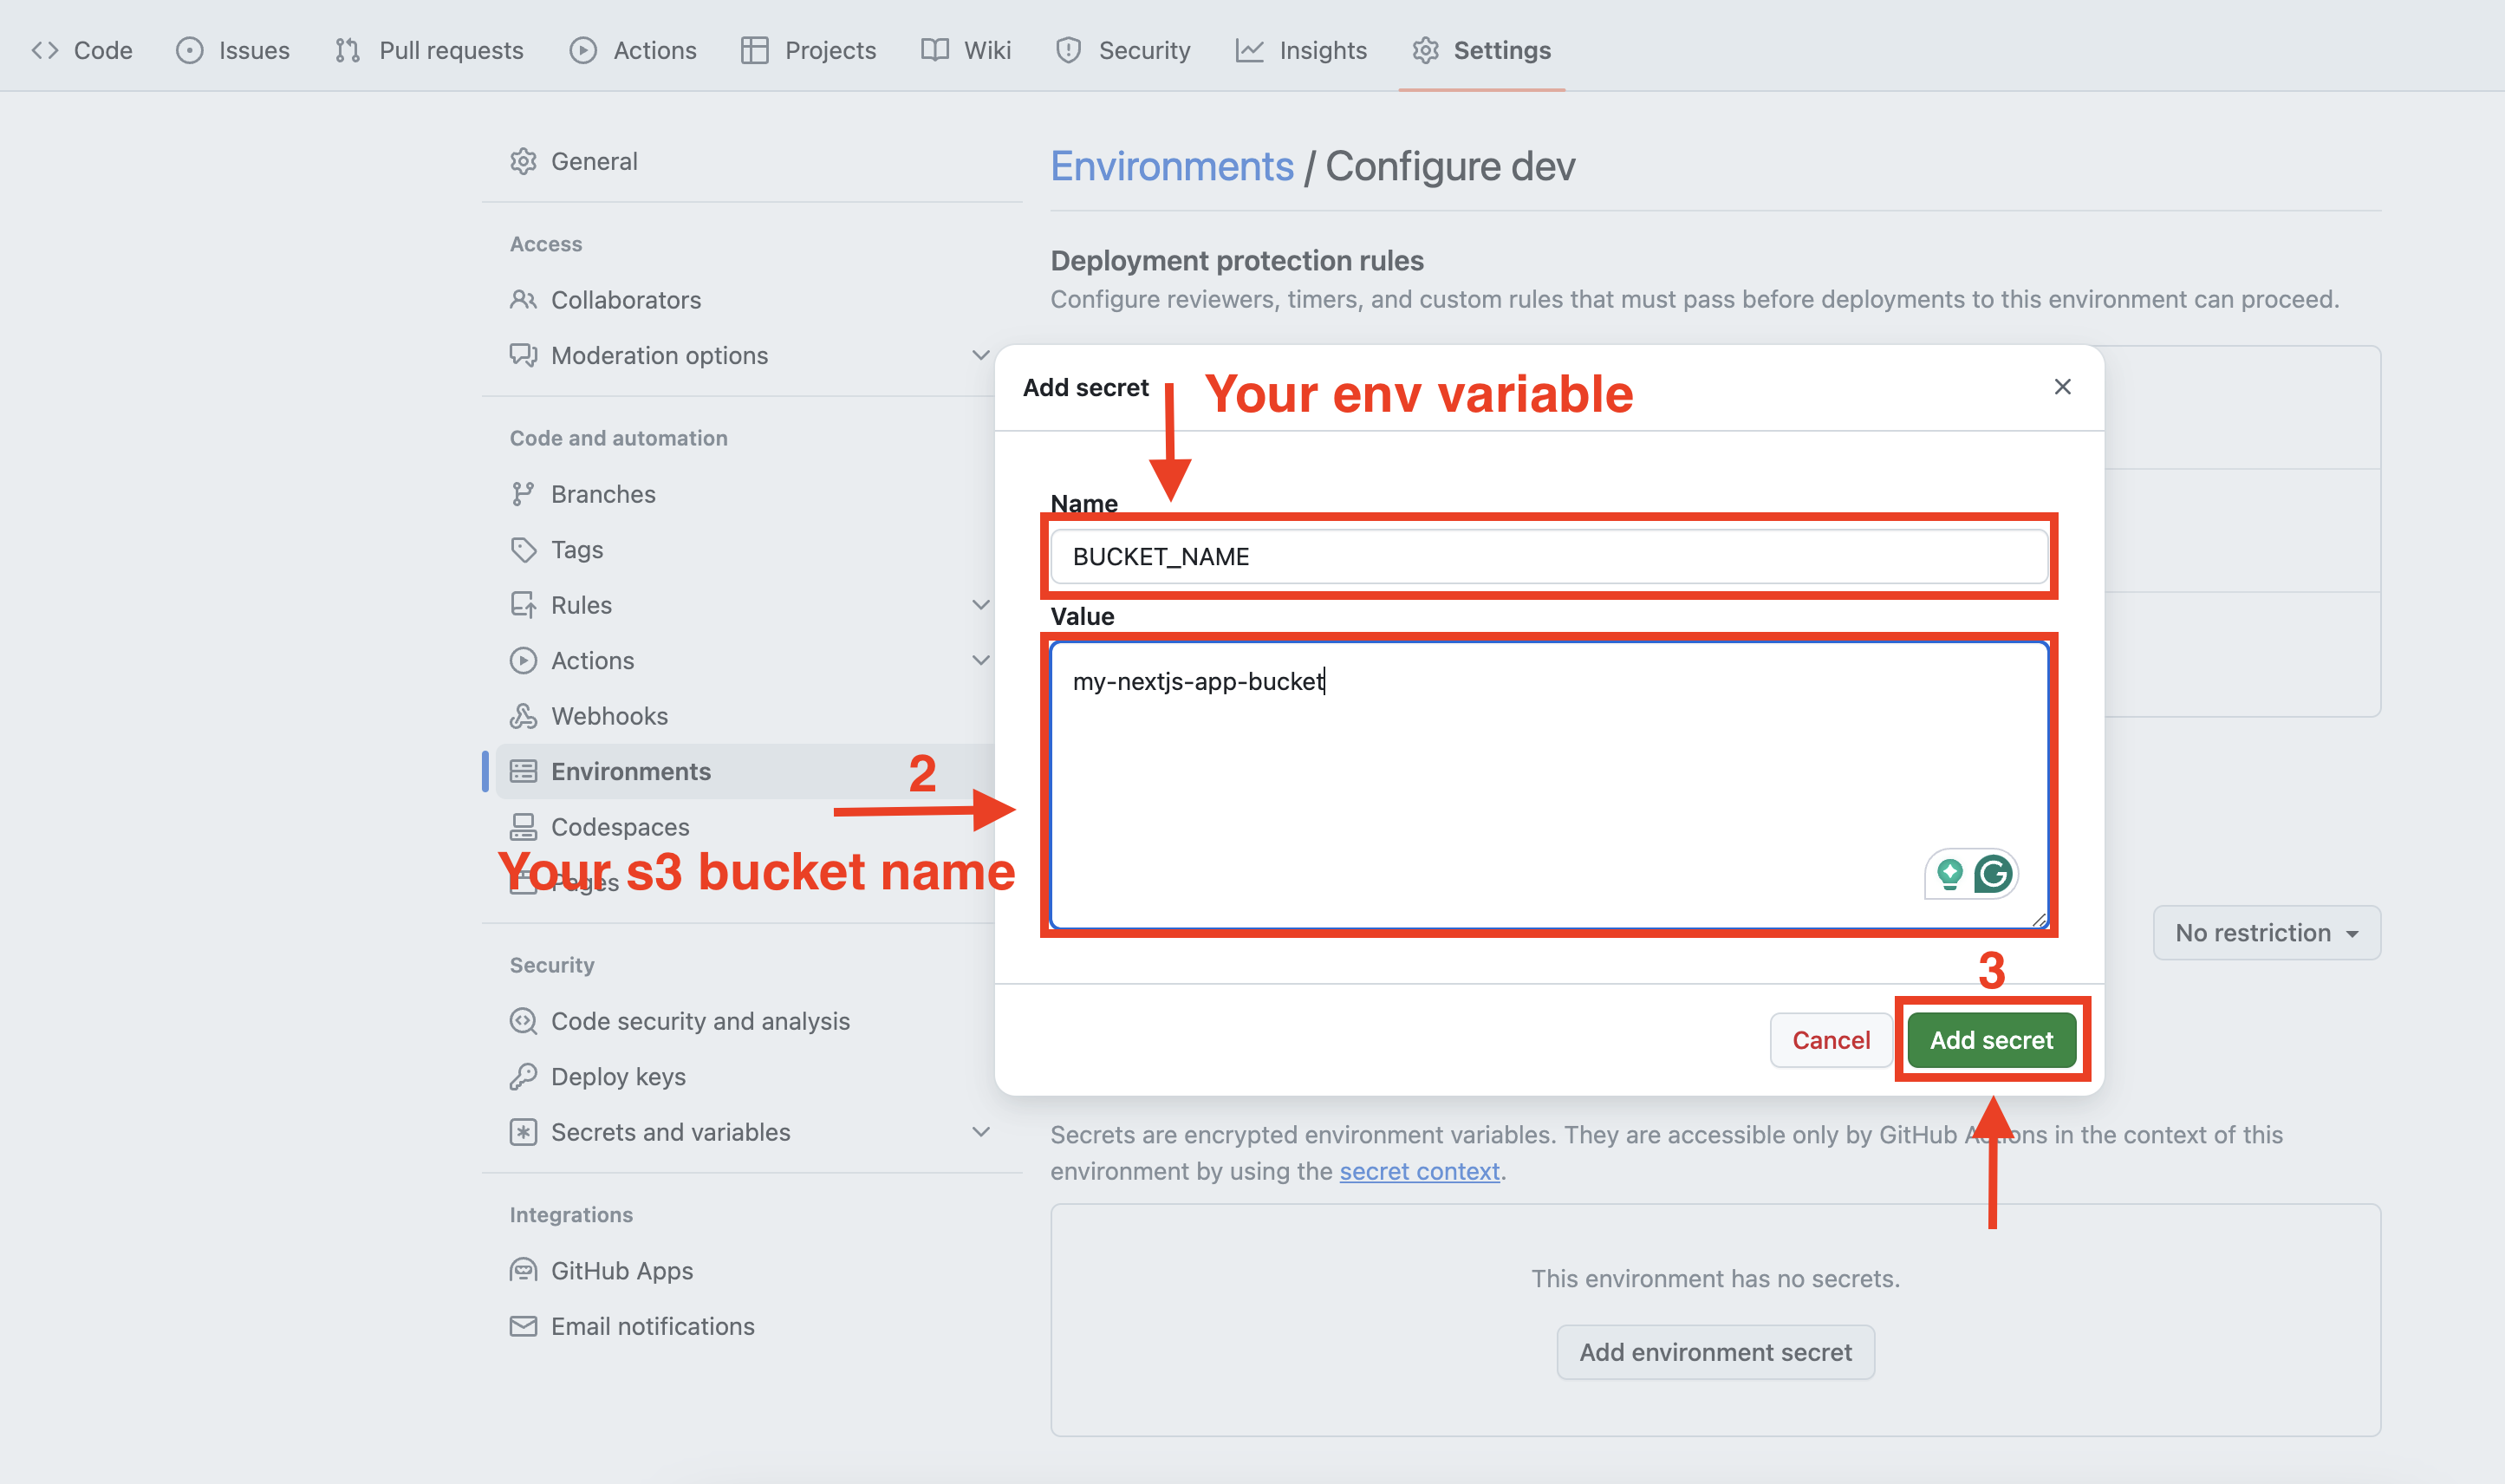 Code Issues Pull requests Actions Projects Wiki Security Insights Settings
General
Access
Collaborators
Moderation options
Code and automation
Branches
Tags
Rules
Actions
Webhooks
Environments
Codespaces
Pages
Security
Code security and analysis
Deploy keys
Secrets and variables
Integrations
GitHub Apps
Email notifications
Environments / Configure dev
Deployment protection rules
Configure reviewers, timers, and custom rules that must pass before deployments to this environment can proceed.
Add secret
Your env variable
Name
BUCKET_NAME
Value
my-nextjs-app-bucket
2
Your s3 bucket name
No restriction
3
Cancel Add secret
Secrets are encrypted environment variables. They are accessible only by GitHub Actions in the context of this
environment by using the secret context.
This environment has no secrets.
Add environment secret